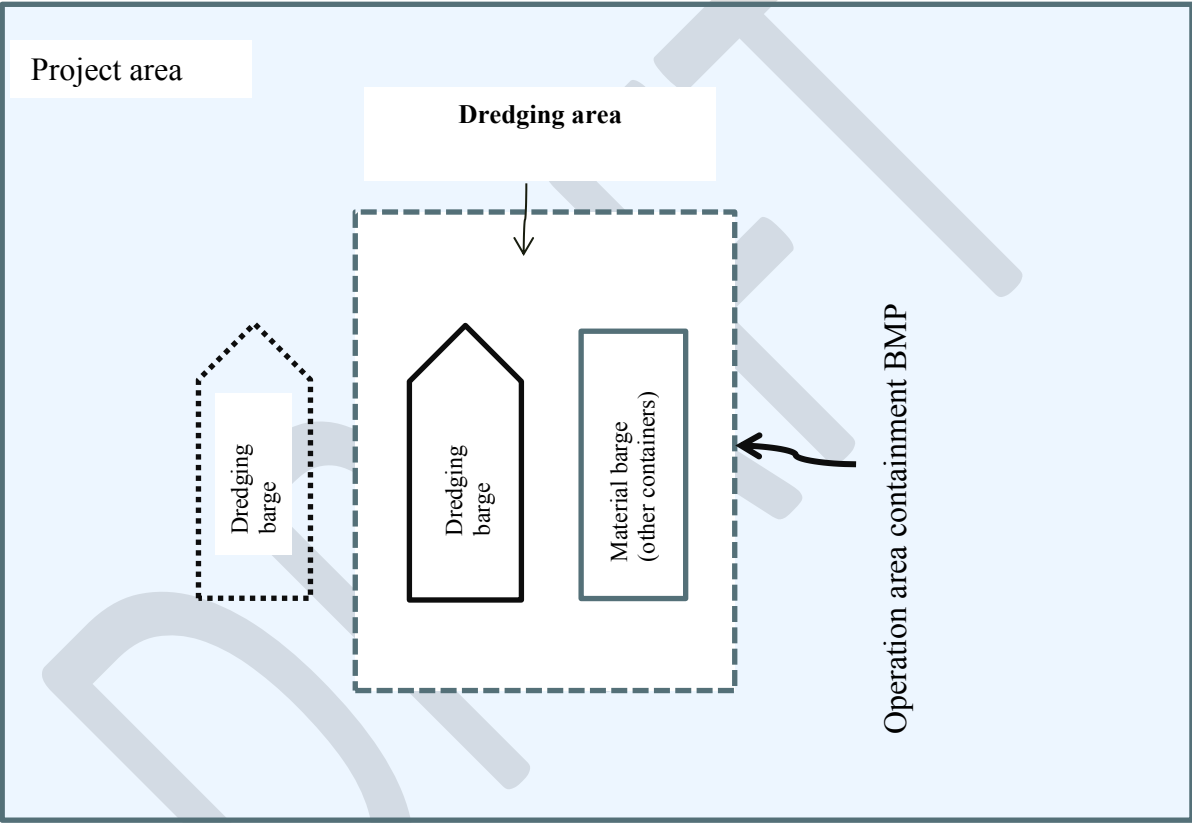 Project area
Dredging area
Dredging
barge
Dredging
barge
Material barge
(other containers)
Operation area containment BMP
DRAFT